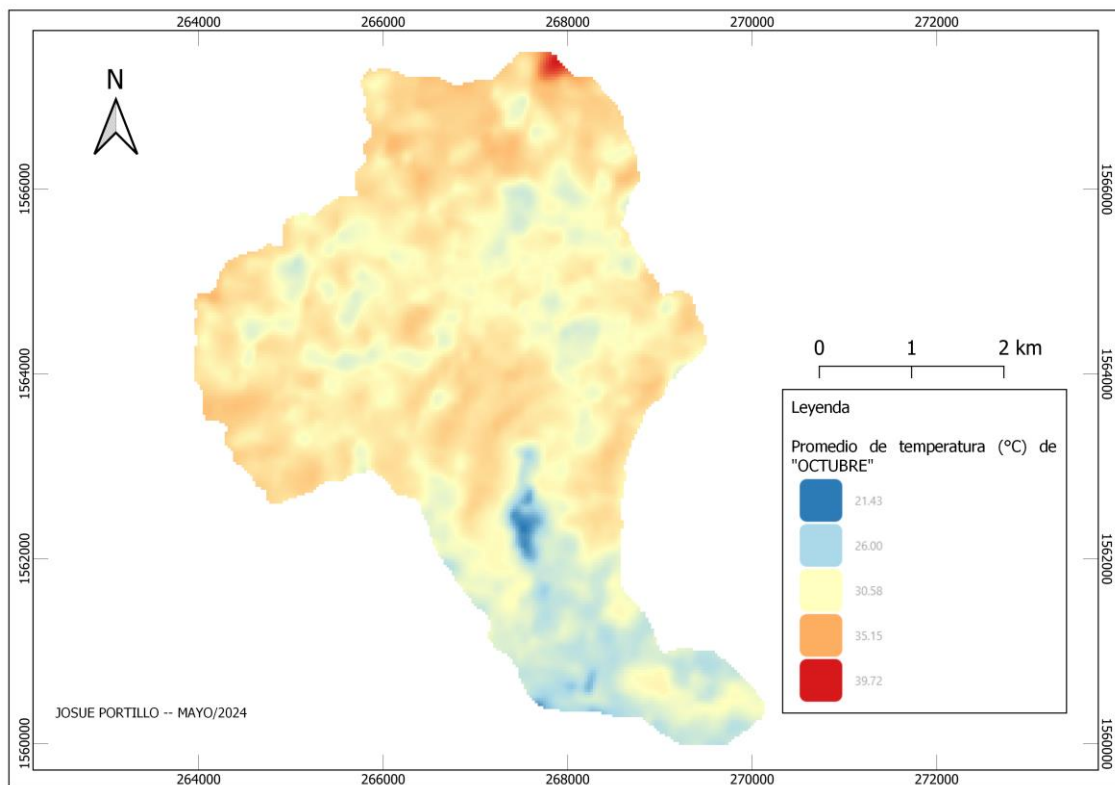 264000 266000 268000 270000 272000
N
1566000 1566000
0 1 2 km
1564000 1564000
Leyenda
Promedio de temperatura (°C) de
"OCTUBRE"
21.43
26.00
1562000 1562000
30.58
35.15
39.72
JOSUE PORTILLO -- MAYO/2024
1560000 1560000
264000 266000 268000 270000 272000